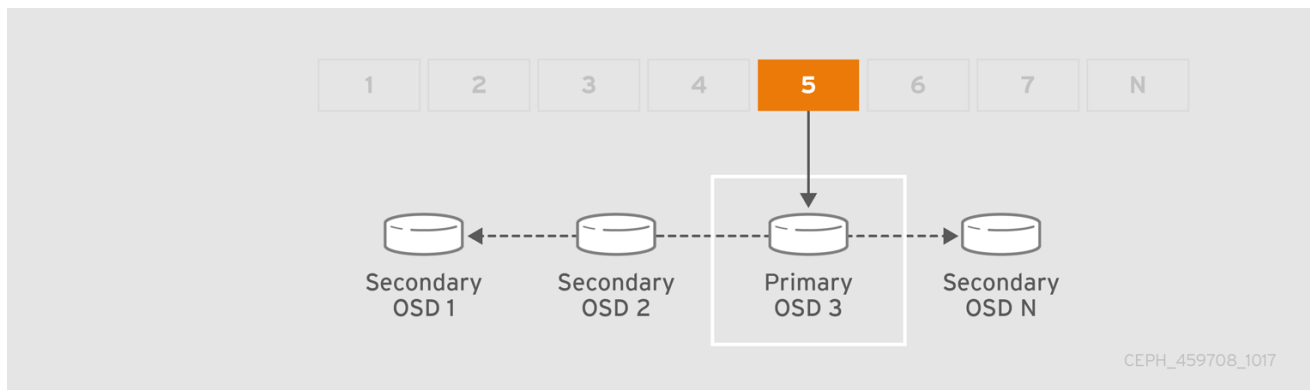 1 2 3 4 5 6 7 N
Secondary Secondary Primary Secondary
OSD 1 OSD 2 OSD 3 OSD N
CEPH_459708_1017